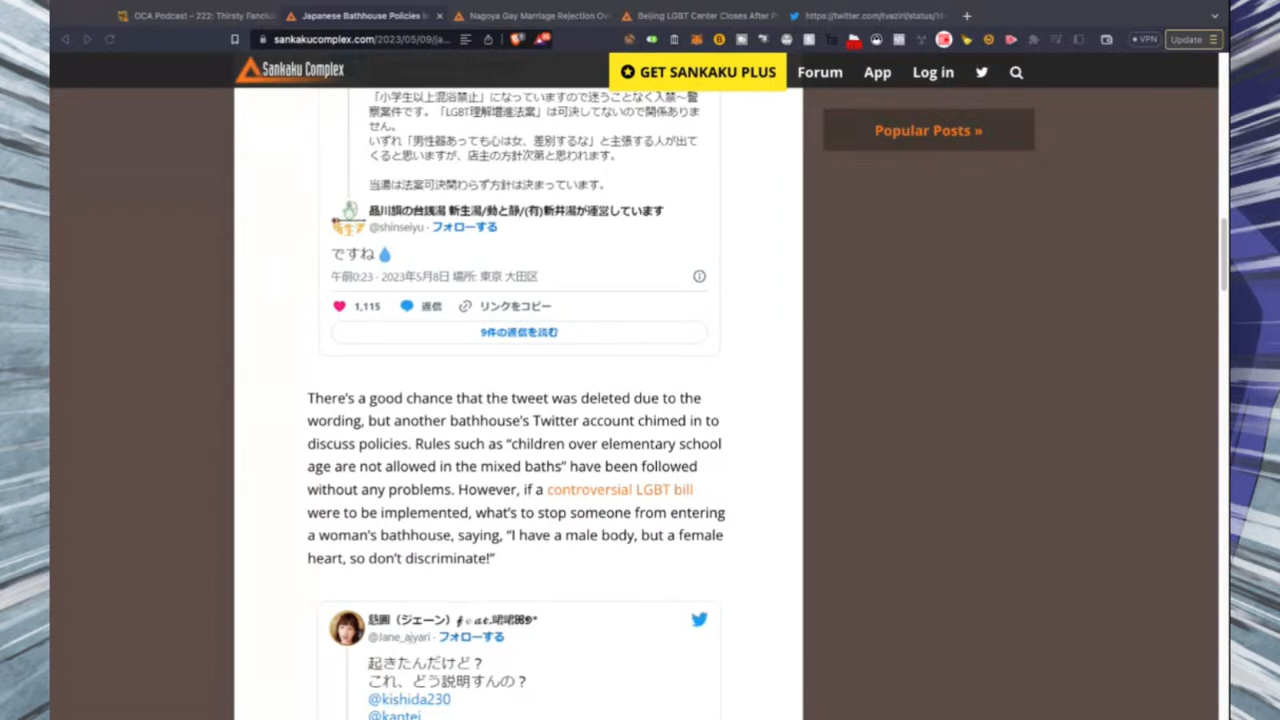 OCA Podcast – 222: Thirsty Fanclu
Japanese Bathhouse Policies i
Nagoya Gay Marriage Rejection Ov
Beijing LGBT Center Closes After P
https://twitter.com/tvaziri/status/16
sankakucomplex.com/2023/05/09/ja...
VPN
Update
Sankaku Complex
GET SANKAKU PLUS
Forum
App
Log in
「小学生以上混浴禁止」になっていますので迷うことなく入禁〜警
察案件です。「LGBT理解増進法案」は可決してないので関係ありま
せん。
いずれ「男性器あっても心は女、差別するな」と主張する人が出て
くると思いますが、店主の方針次第と思われます。
当湯は法案可決関わらず方針は決まっています。
Popular Posts »
品川旗の台銭湯 新生湯/動と静/(有)新井湯が運営しています
@shinseiyu · フォローする
ですね💧
午前0:23 · 2023年5月8日 場所: 東京 大田区
1,115 返信 リンクをコピー
9件の返信を読む
There's a good chance that the tweet was deleted due to the
wording, but another bathhouse's Twitter account chimed in to
discuss policies. Rules such as “children over elementary school
age are not allowed in the mixed baths” have been followed
without any problems. However, if a controversial LGBT bill
were to be implemented, what's to stop someone from entering
a woman's bathhouse, saying, “I have a male body, but a female
heart, so don't discriminate!”
(ジェーン)
@Jane_ajyari · フォローする
起きたんだけど?
これ、どう説明すんの?
@kishida230
@kantei